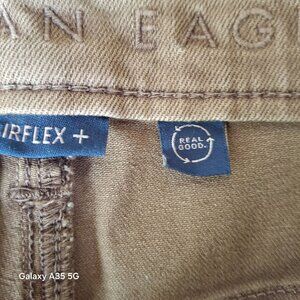 AN EAG
IRFLEX +
REAL
GOOD.
Galaxy A35 5G